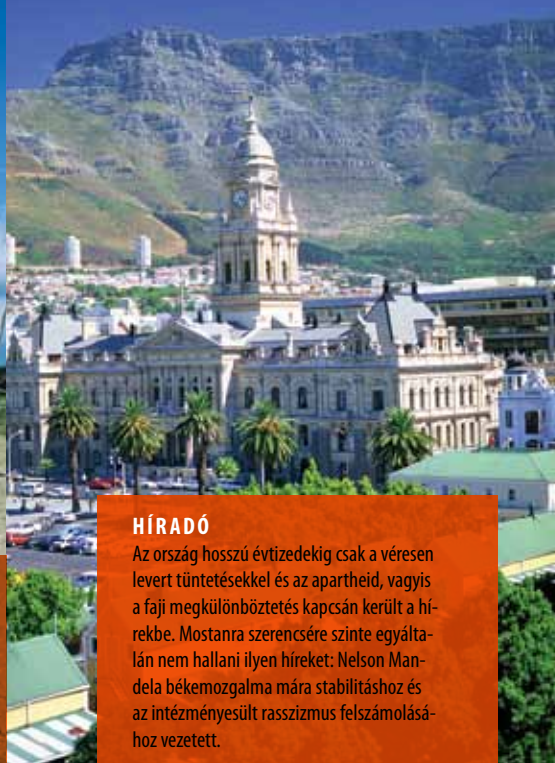 HÍRADÓ
Az ország hosszú évtizedekig csak a véresen
levert tüntetésekkel és az apartheid, vagyis
a faji megkülönböztetés kapcsán került a hí-
rekbe. Mostanra szerencsére szinte egyálta-
lán nem hallani ilyen híreket: Nelson Man-
dela békemozgalma mára stabilitáshoz és
az intézményesült rasszizmus felszámolásá-
hoz vezetett.